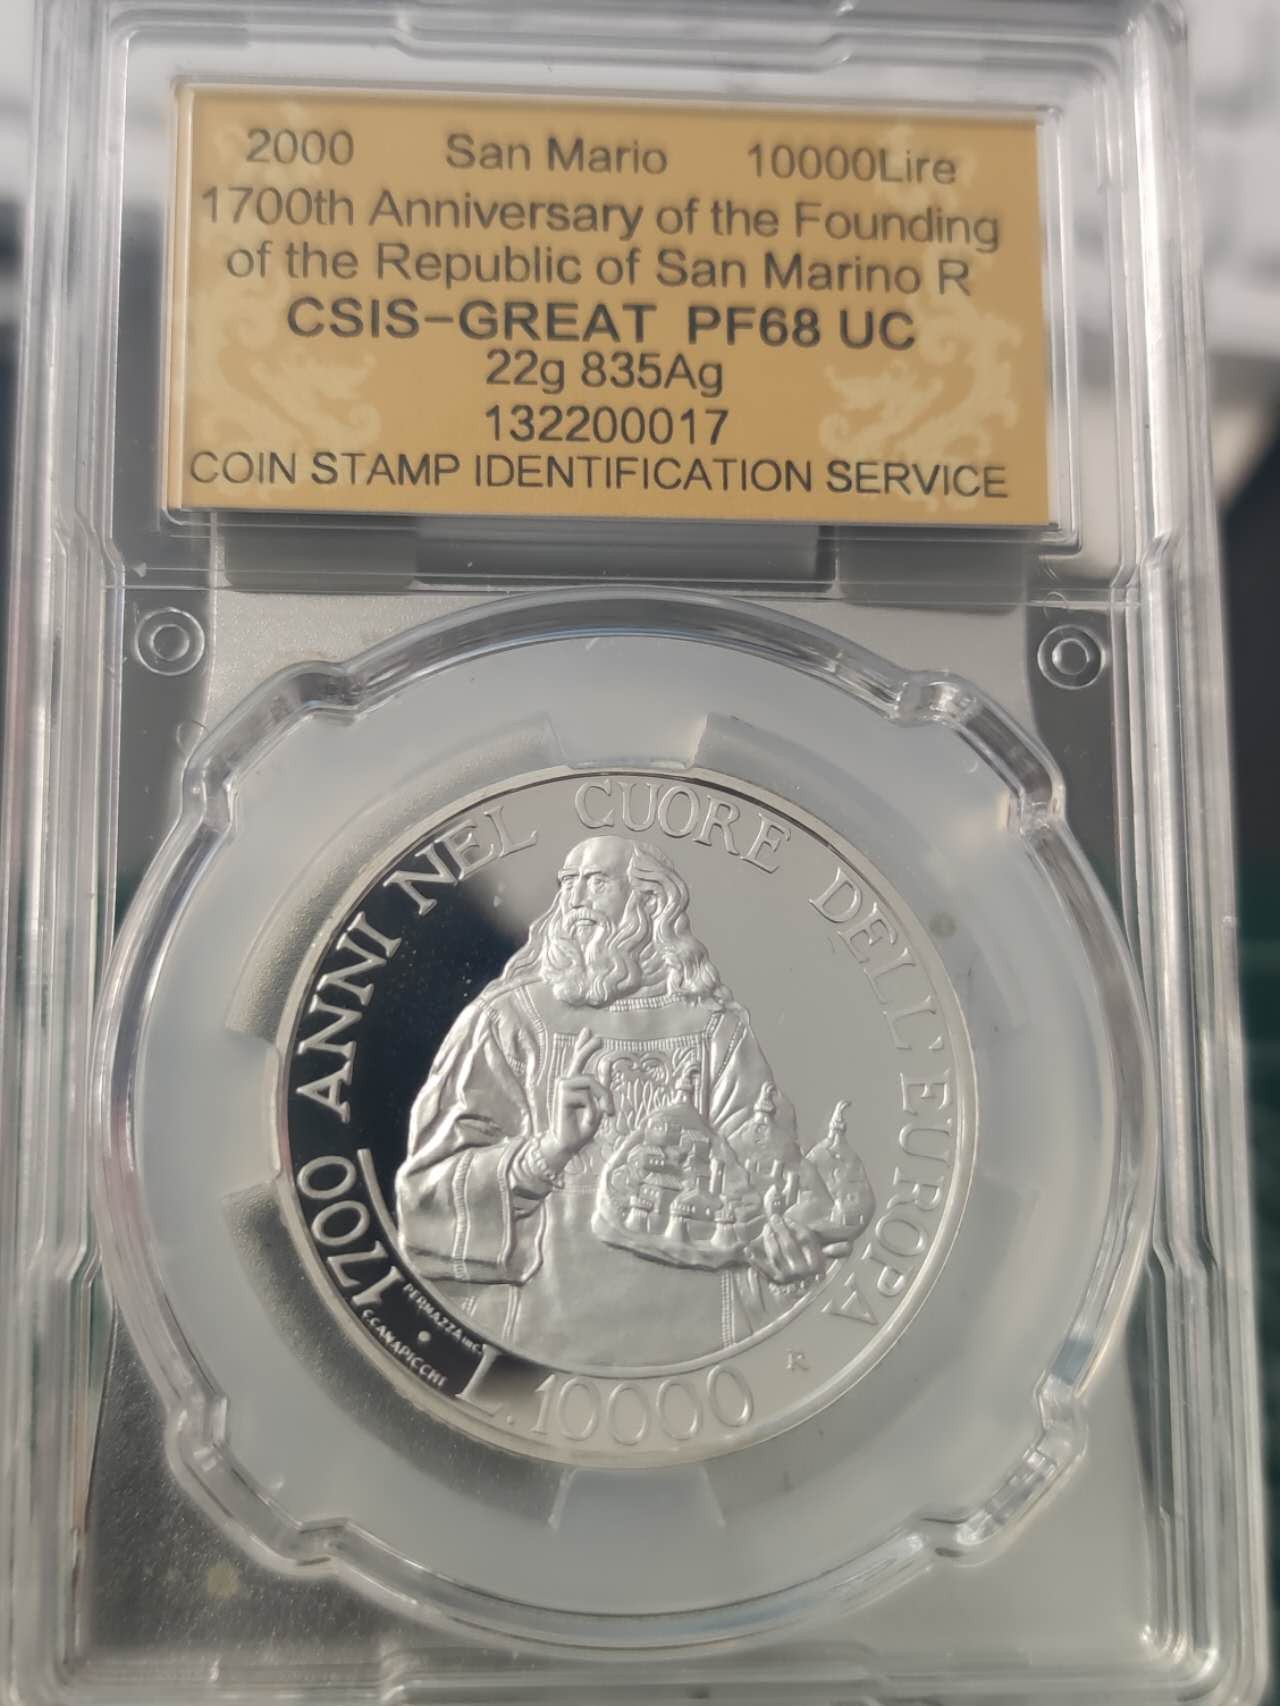 2000 San Mario 10000Lire
1700th Anniversary of the Founding
of the Republic of San Marino R
CSIS-GREAT PF68 UC
22g 835Ag
132200017
COIN STAMP IDENTIFICATION SERVICE
1700 ANNI NEL CUORE DELL'EUROPA
PERMAZZA INC.
C.CANAPICCHI
L.10000
R